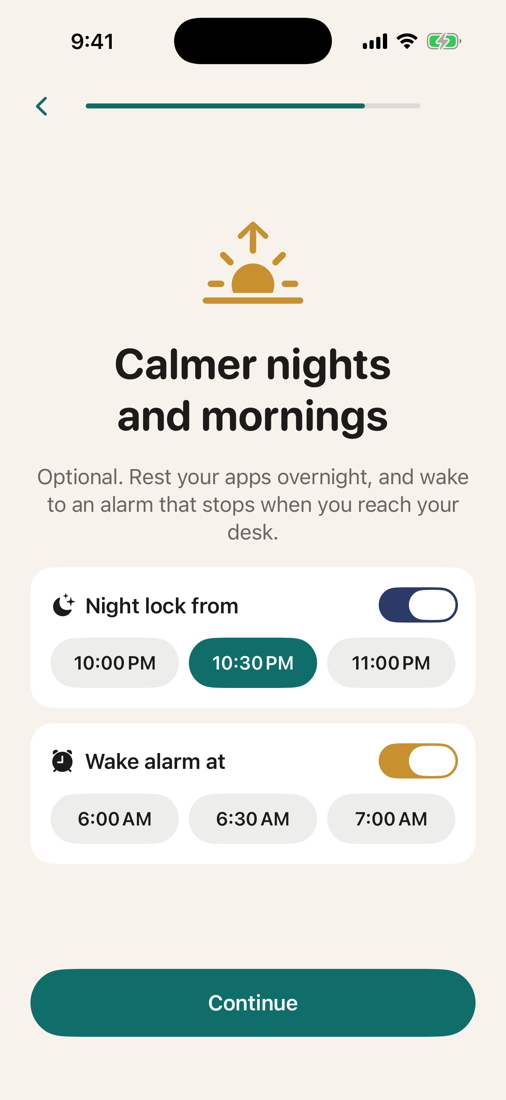 9:41
Calmer nights
and mornings
Optional. Rest your apps overnight, and wake
to an alarm that stops when you reach your
desk.
Night lock from
10:00 PM 10:30 PM 11:00 PM
Wake alarm at
6:00 AM 6:30 AM 7:00 AM
Continue